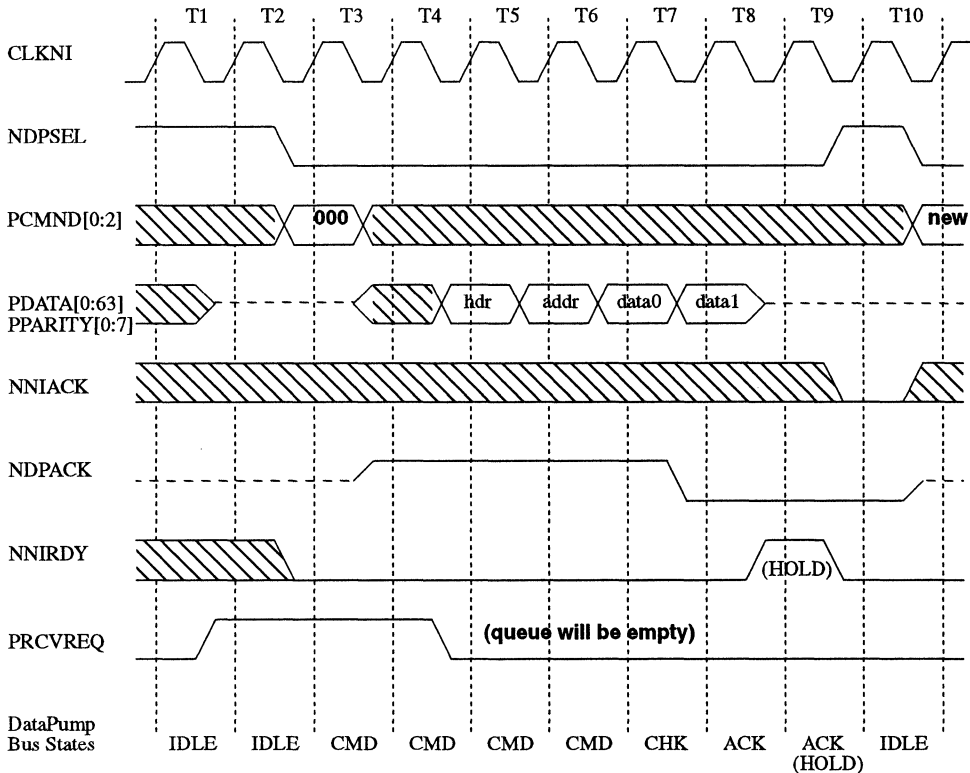 T1 T2 T3 T4 T5 T6 T7 T8 T9 T10
CLKNI
NDPSEL
PCMND[0:2] 000 new
PDATA[0:63] hdr addr data0 data1
PPARITY[0:7]
NNIACK
NDPACK
NNIRDY (HOLD)
PRCVREQ (queue will be empty)
DataPump
Bus States IDLE IDLE CMD CMD CMD CMD CHK ACK ACK IDLE
(HOLD)